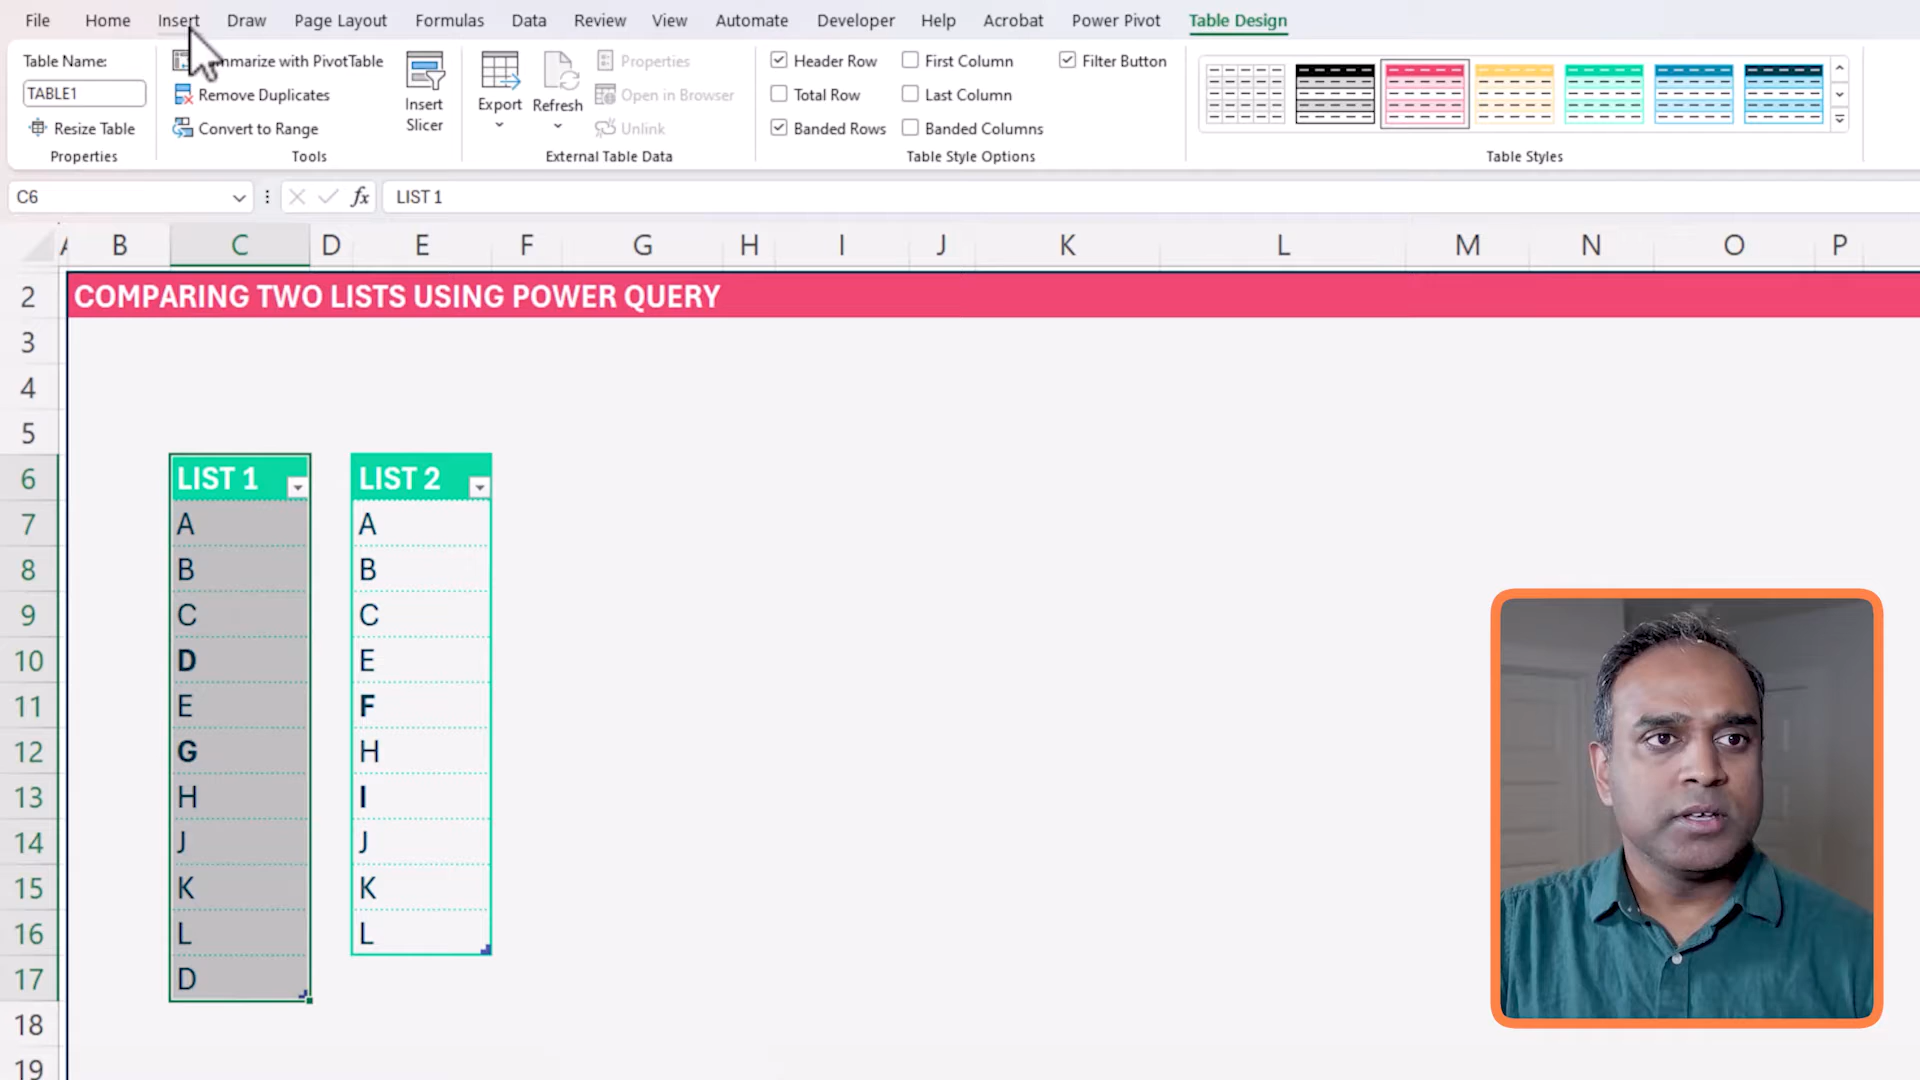 File Home Insert Draw Page Layout Formulas Data Review View Automate Developer Help Acrobat Power Pivot Table Design
Table Name:
TABLE1
Resize Table
Properties
mmarize with PivotTable
Remove Duplicates
Convert to Range
Tools
Insert
Slicer
Export
Refresh
Properties
Open in Browser
Unlink
External Table Data
Header Row
Total Row
Banded Rows
First Column
Last Column
Banded Columns
Filter Button
Table Style Options
Table Styles
C6
fx
LIST 1
A B C D E F G H I J K L M N O P
2 COMPARING TWO LISTS USING POWER QUERY
3
4
5
6 LIST 1 LIST 2
7 A A
8 B B
9 C C
10 D E
11 E F
12 G H
13 H I
14 J J
15 K K
16 L L
17 D
18
19